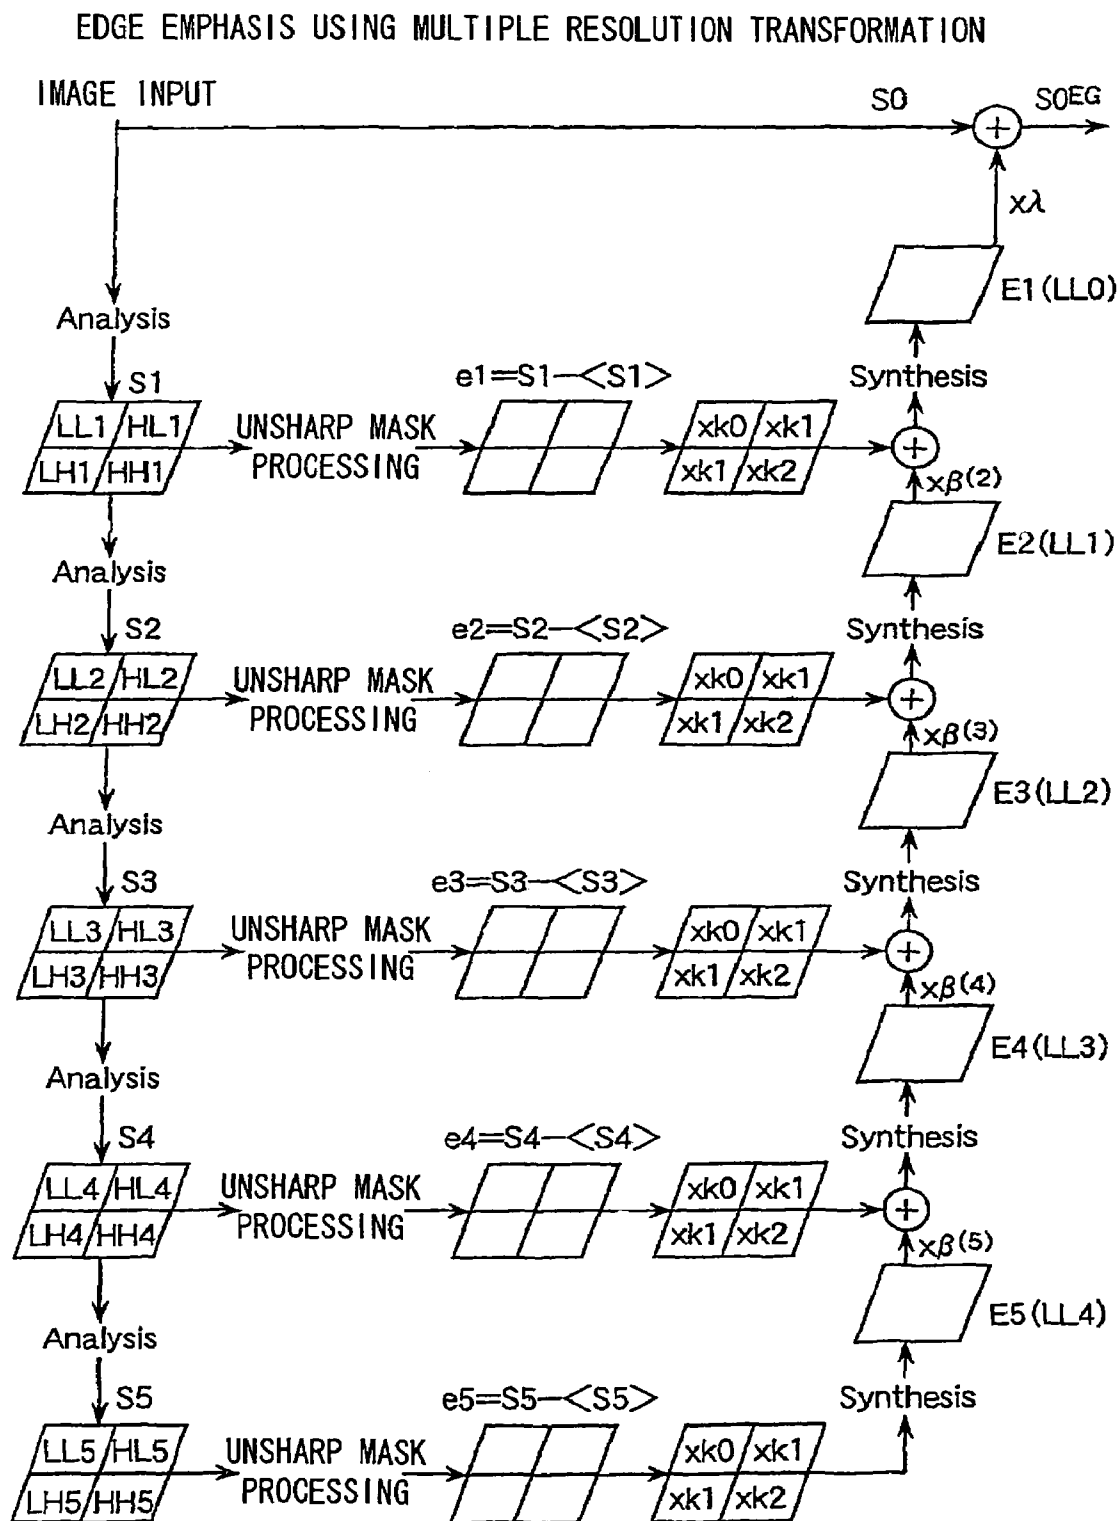 EDGE EMPHASIS USING MULTIPLE RESOLUTION TRANSFORMATION
IMAGE INPUT
S0
+
S0EG
xλ
E1(LL0)
Analysis
Synthesis
S1
e1=S1-<S1>
LL1 HL1
LH1 HH1
UNSHARP MASK
PROCESSING
xk0 xk1
xk1 xk2
+
xβ(2)
E2(LL1)
Analysis
Synthesis
S2
e2=S2-<S2>
LL2 HL2
LH2 HH2
UNSHARP MASK
PROCESSING
xk0 xk1
xk1 xk2
+
xβ(3)
E3(LL2)
Analysis
Synthesis
S3
e3=S3-<S3>
LL3 HL3
LH3 HH3
UNSHARP MASK
PROCESSING
xk0 xk1
xk1 xk2
+
xβ(4)
E4(LL3)
Analysis
Synthesis
S4
e4=S4-<S4>
LL4 HL4
LH4 HH4
UNSHARP MASK
PROCESSING
xk0 xk1
xk1 xk2
+
xβ(5)
E5(LL4)
Analysis
Synthesis
S5
e5=S5-<S5>
LL5 HL5
LH5 HH5
UNSHARP MASK
PROCESSING
xk0 xk1
xk1 xk2